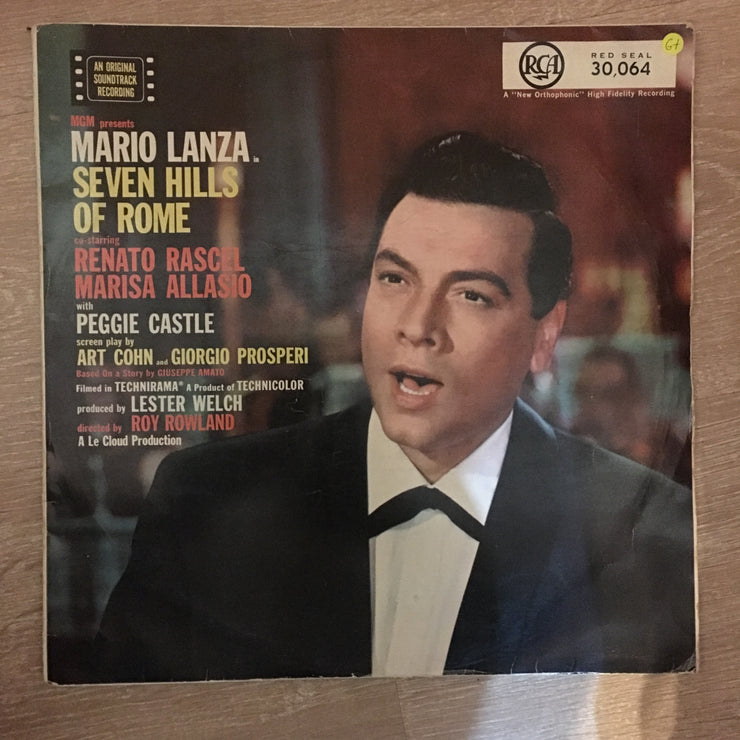 AN ORIGINAL
SOUNDTRACK
RECORDING
MGM presents
MARIO LANZA in
SEVEN HILLS
OF ROME
co-starring
RENATO RASCEL
MARISA ALLASIO
with
PEGGIE CASTLE
screen play by
ART COHN and GIORGIO PROSPERI
Based On a Story by GIUSEPPE AMATO
Filmed in TECHNIRAMA® A Product of TECHNICOLOR
produced by LESTER WELCH
directed by ROY ROWLAND
A Le Cloud Production
RCA
RED SEAL
30,064
A "New Orthophonic" High Fidelity Recording
G+